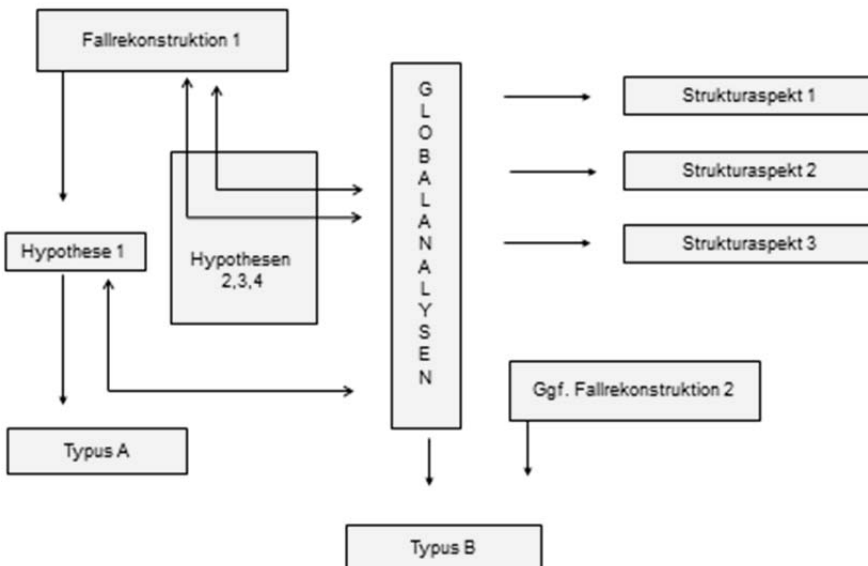 Fallrekonstruktion 1
GLOBALANALYSEN
Strukturaspekt 1
Strukturaspekt 2
Strukturaspekt 3
Hypothese 1
Hypothesen
2,3,4
Ggf. Fallrekonstruktion 2
Typus A
Typus B